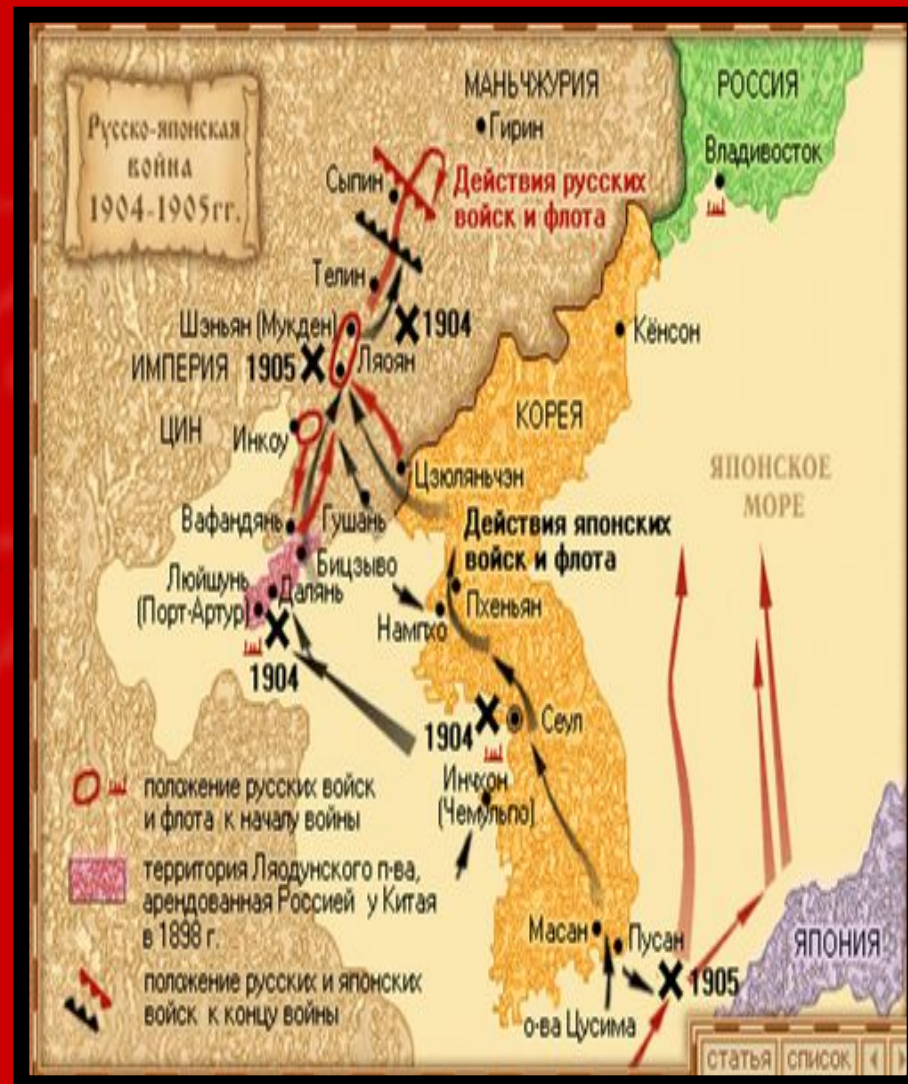 Русско-японская
война
1904-1905гг.
МАНЬЧЖУРИЯ
Гирин
РОССИЯ
Владивосток
Сыпин
Действия русских
войск и флота
Телин
Шэньян (Мукден)
1904
Кёнсон
ИМПЕРИЯ
1905
Ляоян
ЦИН
Инкоу
КОРЕЯ
Цзюляньчэн
ЯПОНСКОЕ
МОРЕ
Вафандянь
Гушань
Действия японских
войск и флота
Бицзыво
Люйшунь
(Порт-Артур)
Далянь
Пхеньян
Нампхо
1904
1904
Сеул
Инчхон
(Чемульпо)
положение русских войск
и флота к началу войны
территория Ляодунского п-ва,
арендованная Россией у Китая
в 1898 г.
положение русских и японских
войск к концу войны
Масан
Пусан
ЯПОНИЯ
1905
о-ва Цусима
статья
список